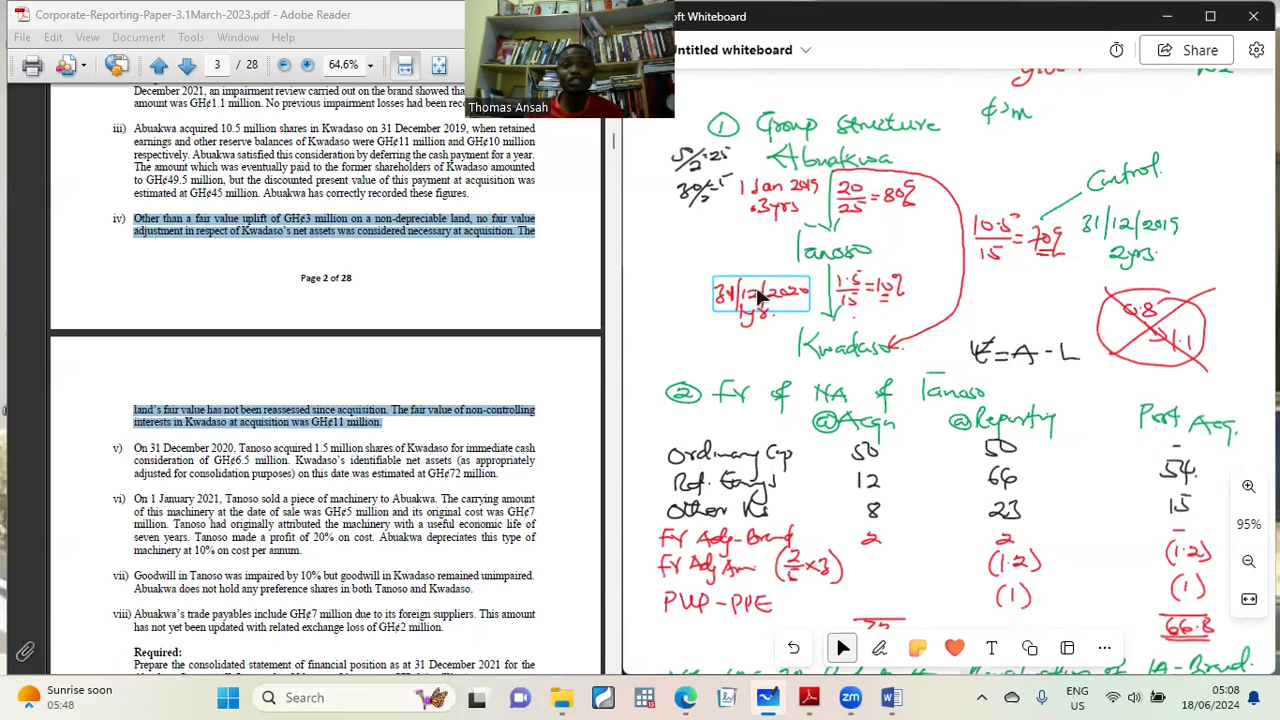 Corporate-Reporting-Paper-3.1March-2023.pdf - Adobe Reader
File Edit View Document Tools Window Help
3 / 28 64.6%
December 2021, an impairment review carried out on the brand showed tha
amount was GH¢1.1 million. No previous impairment losses had been rec
iii) Abuakwa acquired 10.5 million shares in Kwadaso on 31 December 2019, when retained
earnings and other reserve balances of Kwadaso were GH¢11 million and GH¢10 million
respectively. Abuakwa satisfied this consideration by deferring the cash payment for a year.
The amount which was eventually paid to the former shareholders of Kwadaso amounted
to GH¢49.5 million, but the discounted present value of this payment at acquisition was
estimated at GH¢45 million. Abuakwa has correctly recorded these figures.
iv) Other than a fair value uplift of GH¢3 million on a non-depreciable land, no fair value
adjustment in respect of Kwadaso's net assets was considered necessary at acquisition. The
Page 2 of 28
land's fair value has not been reassessed since acquisition. The fair value of non-controlling
interests in Kwadaso at acquisition was GH¢11 million.
v) On 31 December 2020, Tanoso acquired 1.5 million shares of Kwadaso for immediate cash
consideration of GH¢6.5 million. Kwadaso's identifiable net assets (as appropriately
adjusted for consolidation purposes) on this date was estimated at GH¢72 million.
vi) On 1 January 2021, Tanoso sold a piece of machinery to Abuakwa. The carrying amount
of this machinery at the date of sale was GH¢5 million and its original cost was GH¢7
million. Tanoso had originally attributed the machinery with a useful economic life of
seven years. Tanoso made a profit of 20% on cost. Abuakwa depreciates this type of
machinery at 10% on cost per annum.
vii) Goodwill in Tanoso was impaired by 10% but goodwill in Kwadaso remained unimpaired.
Abuakwa does not hold any preference shares in both Tanoso and Kwadaso.
viii) Abuakwa's trade payables include GH¢7 million due to its foreign suppliers. This amount
has not yet been updated with related exchange loss of GH¢2 million.
Required:
Prepare the consolidated statement of financial position as at 31 December 2021 for the
Thomas Ansah
oft Whiteboard
Untitled whiteboard
Share
① Group Structure ¢'m
50/2=25 Abuakwa
1 Jan 2019 20/25 = 80%
3yrs
Control
10.5/15 = 70% 31/12/2019
2yrs.
Tanoso
31/12/2020 1.5/15 = 10%
1yr.
0.8
1.1
Kwadaso
E = A - L
② FV of NA of Tanoso
@Acqn @Reporting Post Acq.
Ordinary Cap 50 50 -
Ret. Earngs 12 66 54
Other Rs 8 23 15
FV Adj-Brand 2 2 -
FV Adj Am (2/5 x 3) (1.2) (1.2)
PUP-PPE (1) (1)
66.8
95%
Sunrise soon
05:48
Search
ENG
US
05:08
18/06/2024